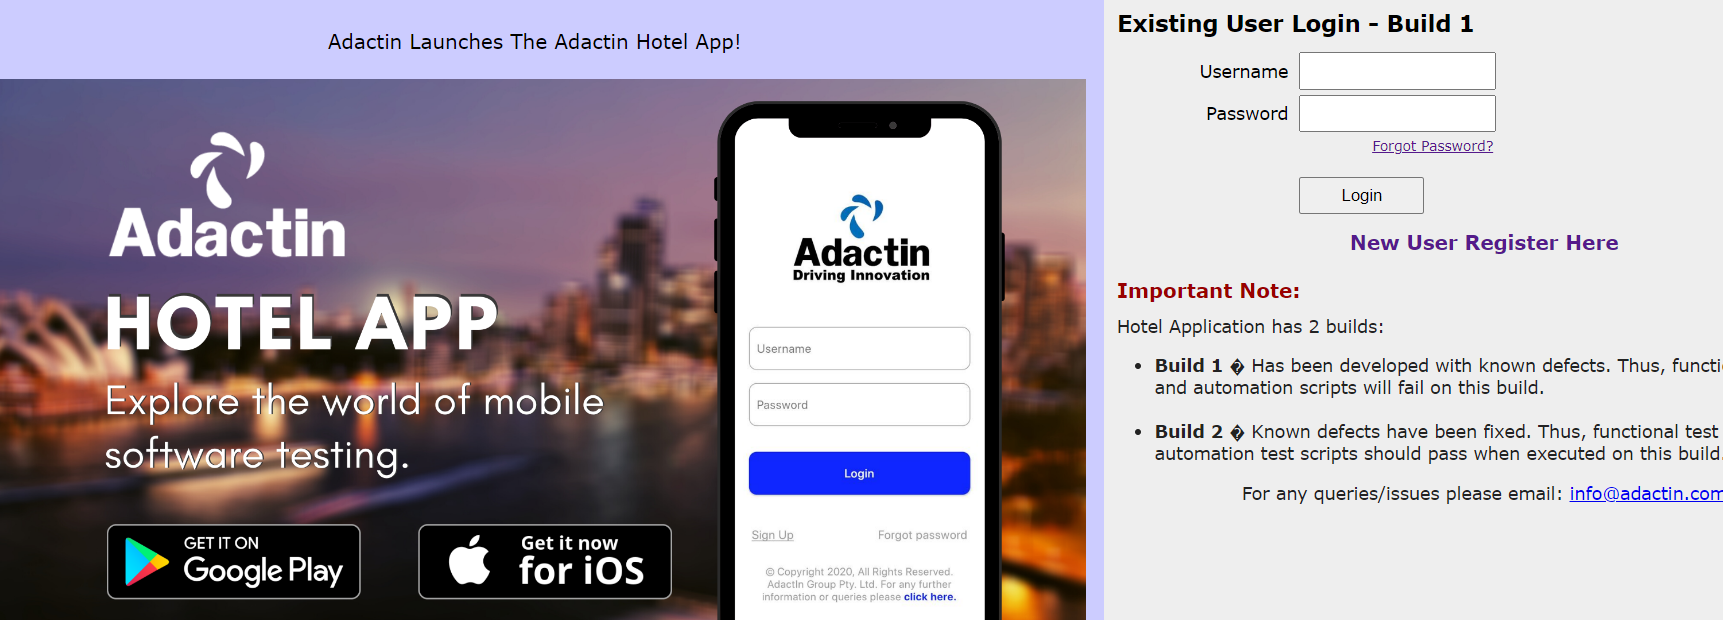 Adactin Launches The Adactin Hotel App!
Adactin
HOTEL APP
Explore the world of mobile
software testing.
GET IT ON
Google Play
Get it now
for iOS
Adactin
Driving Innovation
Username
Password
Login
Sign Up Forgot password
© Copyright 2020, All Rights Reserved.
AdactIn Group Pty. Ltd. For any further
information or queries please click here.
Existing User Login - Build 1
Username
Password
Forgot Password?
Login
New User Register Here
Important Note:
Hotel Application has 2 builds:
• Build 1 � Has been developed with known defects. Thus,
and automation scripts will fail on this build.
• Build 2 � Known defects have been fixed. Thus, functional test
automation test scripts should pass when executed on this build.
For any queries/issues please email: info@adactin.com